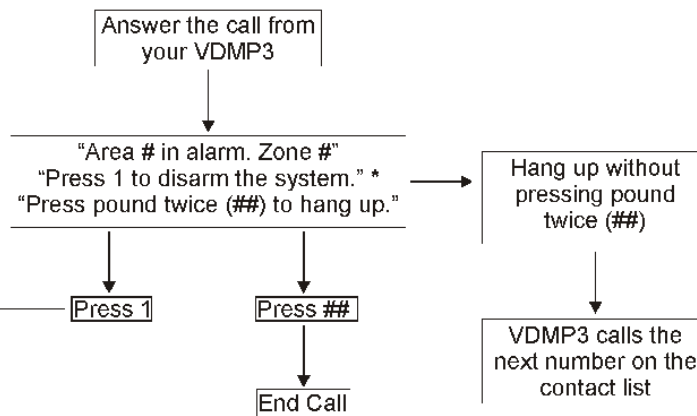 Answer the call from
your VDMP3
“Area # in alarm. Zone #”
“Press 1 to disarm the system.” *
“Press pound twice (##) to hang up.”
Hang up without
pressing pound
twice (##)
Press 1
Press ##
VDMP3 calls the
next number on the
contact list
End Call